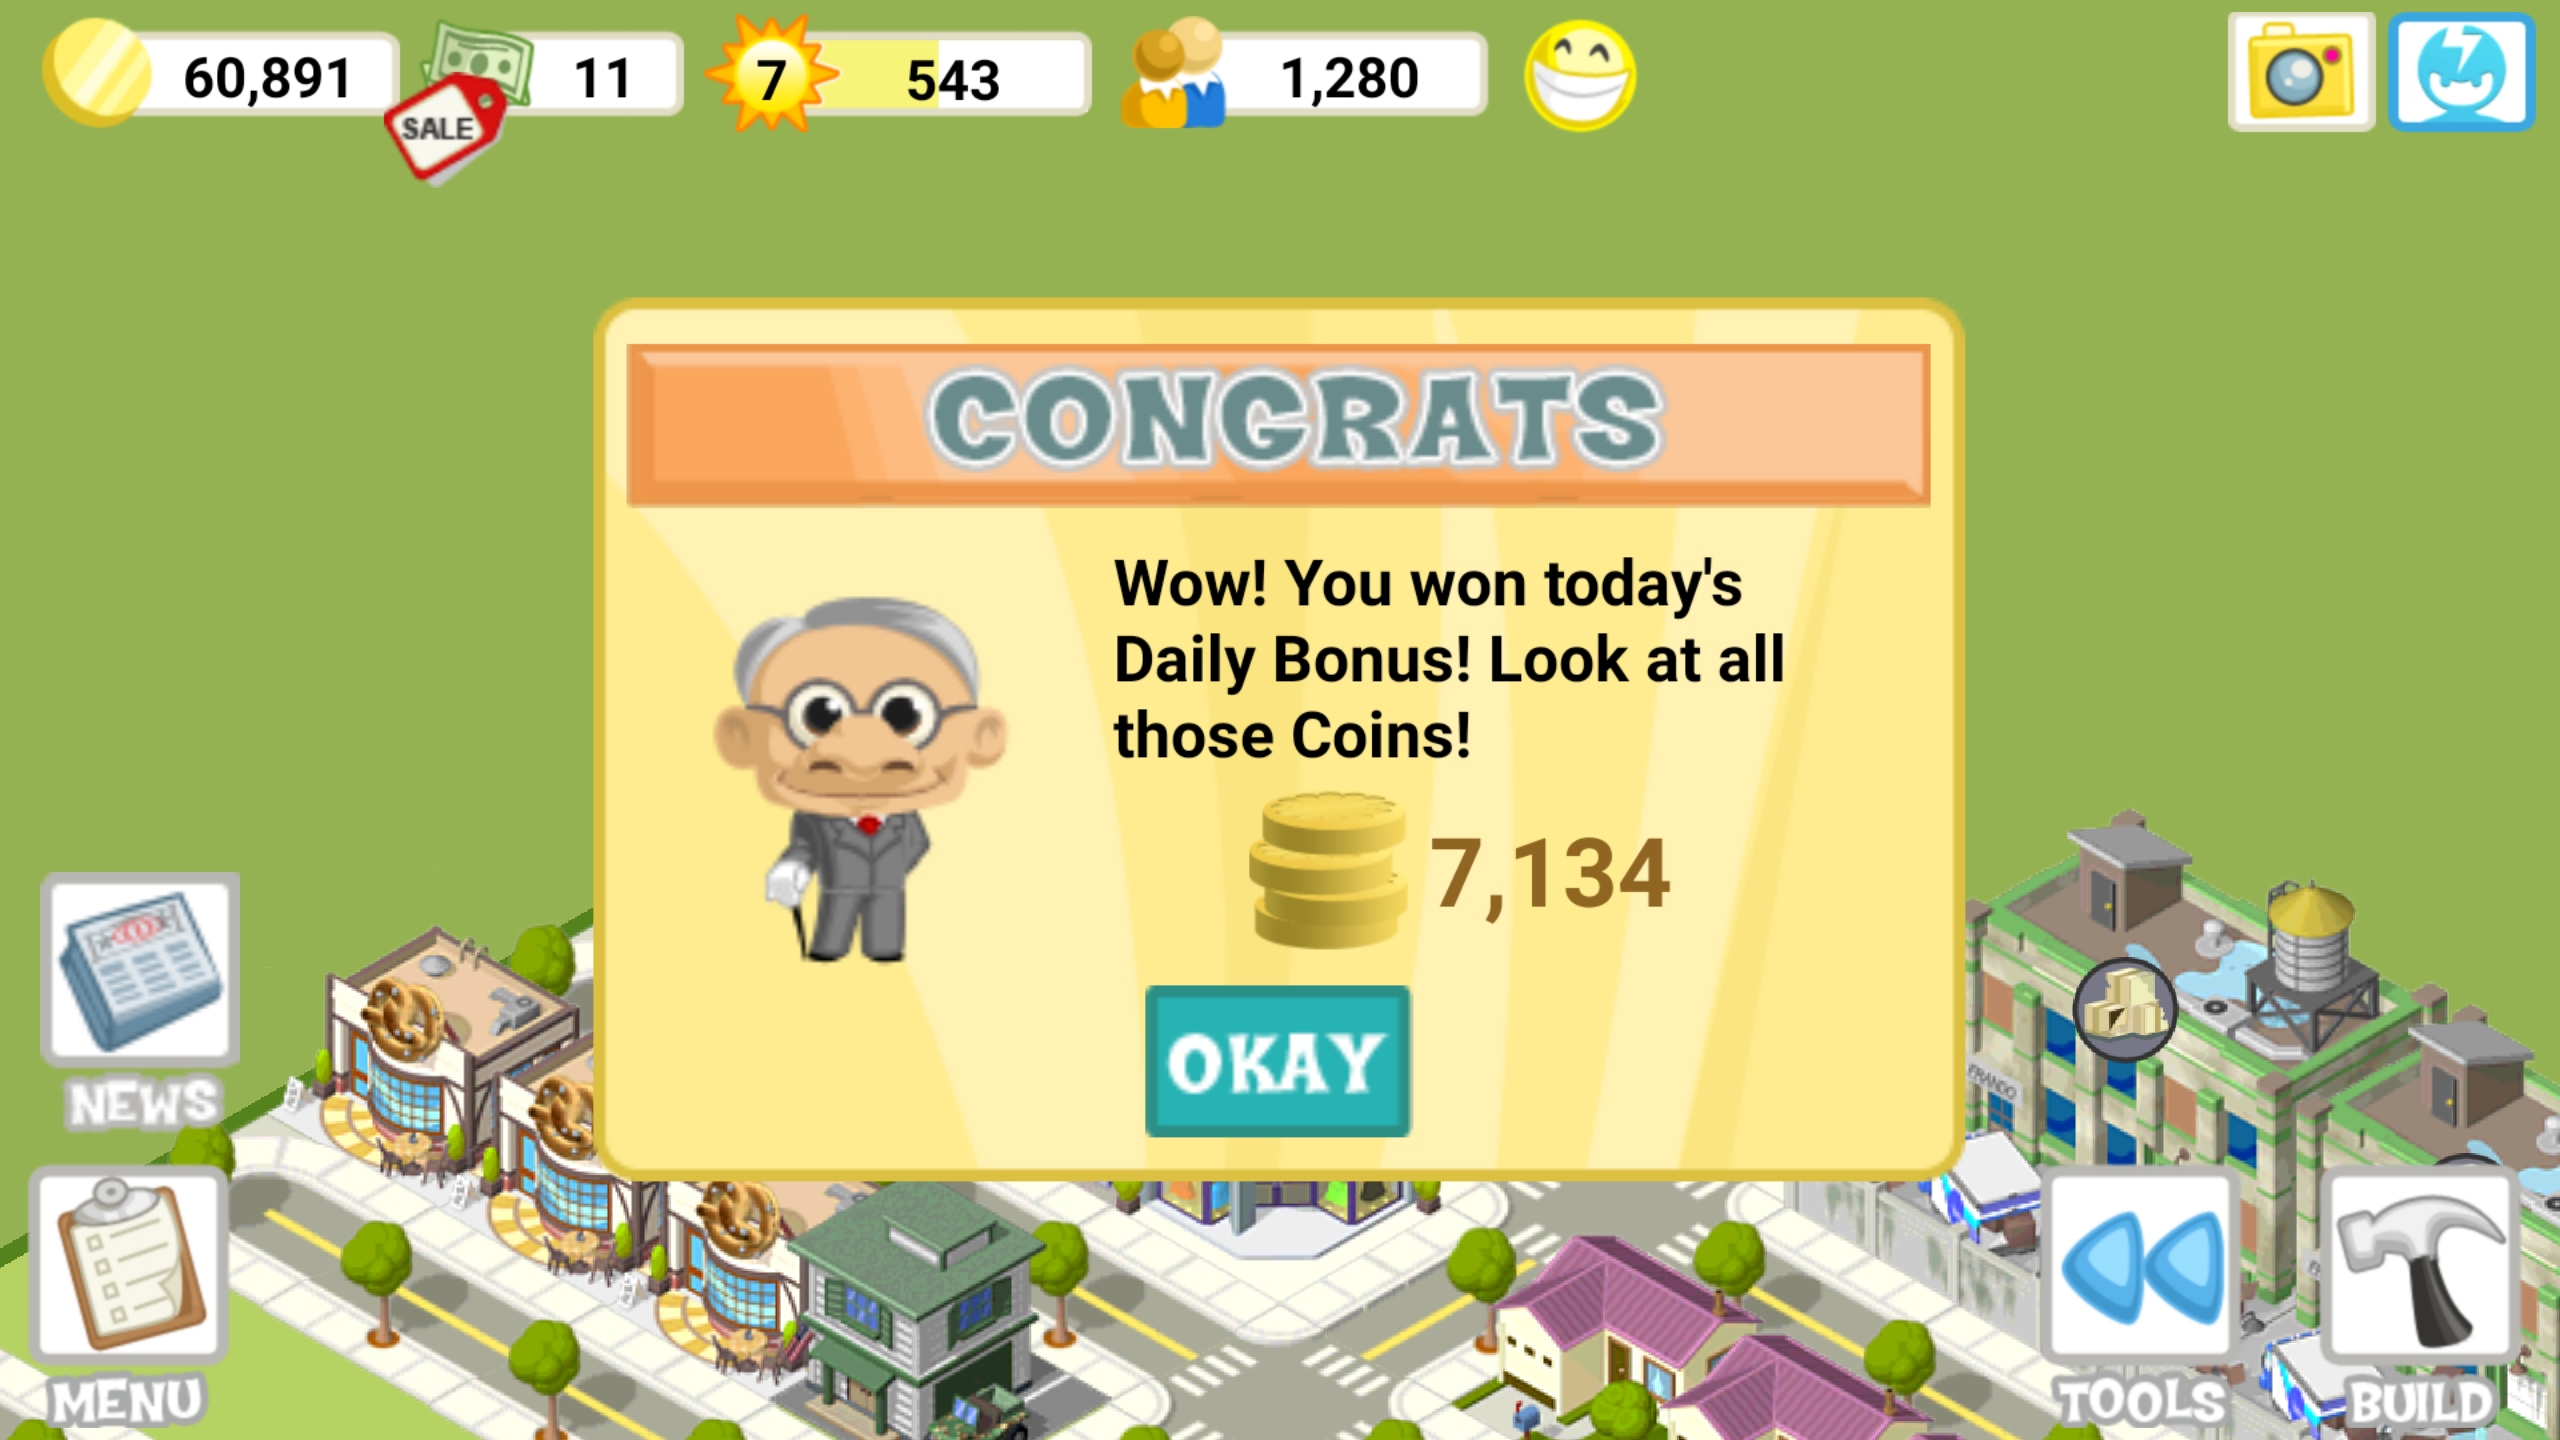 60,891
11
7
543
1,280
SALE
CONGRATS
Wow! You won today's
Daily Bonus! Look at all
those Coins!
7,134
OKAY
NEWS
MENU
TOOLS
BUILD